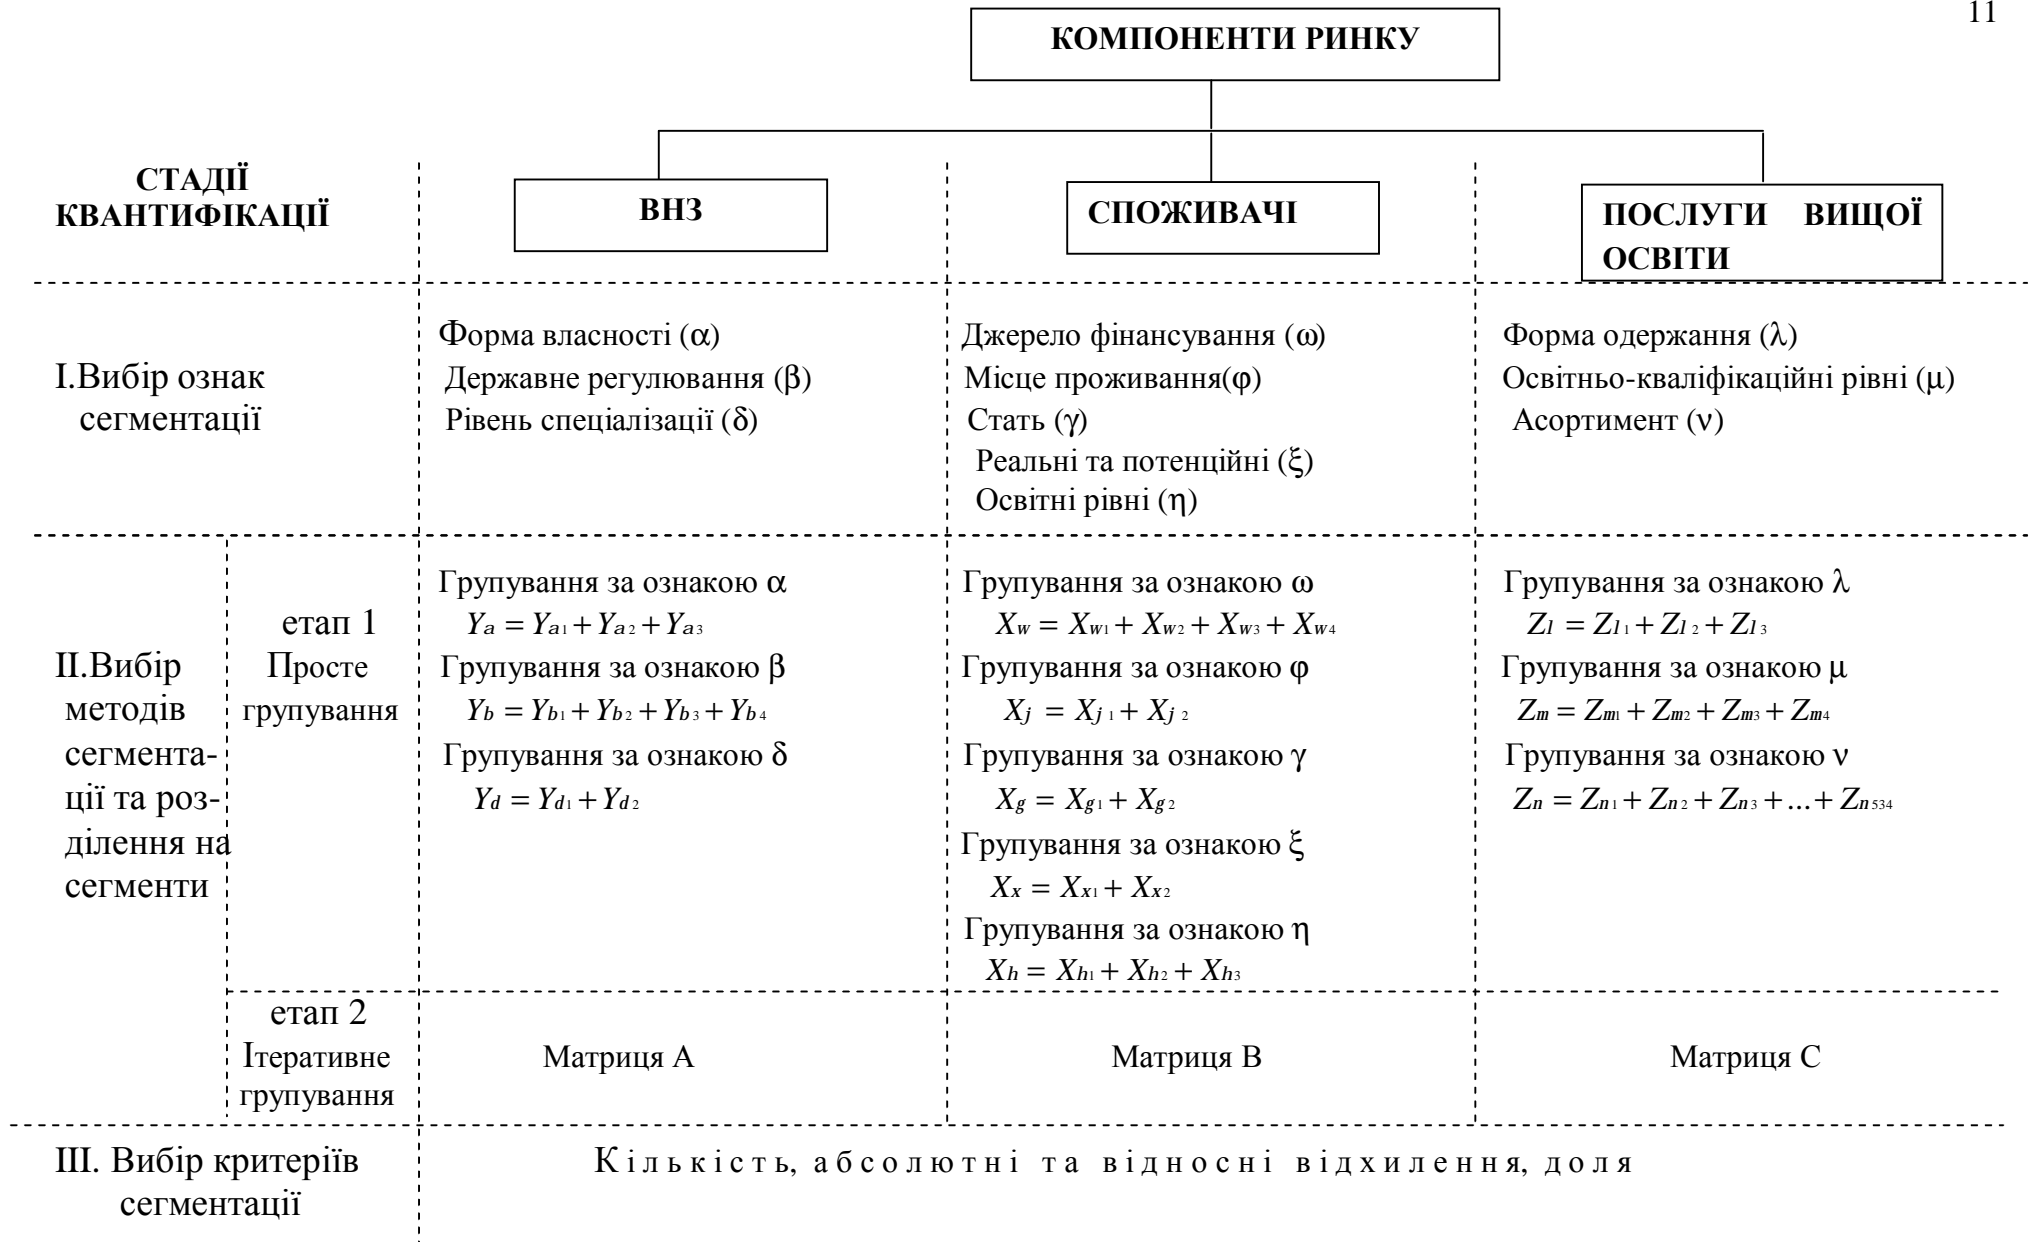 11
КОМПОНЕНТИ РИНКУ
СТАДІЇ
КВАНТИФІКАЦІЇ
ВНЗ
СПОЖИВАЧІ
ПОСЛУГИ ВИЩОЇ
ОСВІТИ
I.Вибір ознак
сегментації
Форма власності (α)
Державне регулювання (β)
Рівень спеціалізації (δ)
Джерело фінансування (ω)
Місце проживання(φ)
Стать (γ)
Реальні та потенційні (ξ)
Освітні рівні (η)
Форма одержання (λ)
Освітньо-кваліфікаційні рівні (μ)
Асортимент (ν)
II.Вибір
методів
сегмента-
ції та роз-
ділення на
сегменти
етап 1
Просте
групування
Групування за ознакою α
Ya = Ya1 + Ya2 + Ya3
Групування за ознакою β
Yb = Yb1 + Yb2 + Yb3 + Yb4
Групування за ознакою δ
Yd = Yd1 + Yd2
Групування за ознакою ω
Xw = Xw1 + Xw2 + Xw3 + Xw4
Групування за ознакою φ
Xj = Xj1 + Xj2
Групування за ознакою γ
Xg = Xg1 + Xg2
Групування за ознакою ξ
Xx = Xx1 + Xx2
Групування за ознакою η
Xh = Xh1 + Xh2 + Xh3
Групування за ознакою λ
Zl = Zl1 + Zl2 + Zl3
Групування за ознакою μ
Zm = Zm1 + Zm2 + Zm3 + Zm4
Групування за ознакою ν
Zn = Zn1 + Zn2 + Zn3 + ... + Zn534
етап 2
Ітеративне
групування
Матриця А
Матриця В
Матриця С
III. Вибір критеріїв
сегментації
Кількість, абсолютні та відносні відхилення, доля